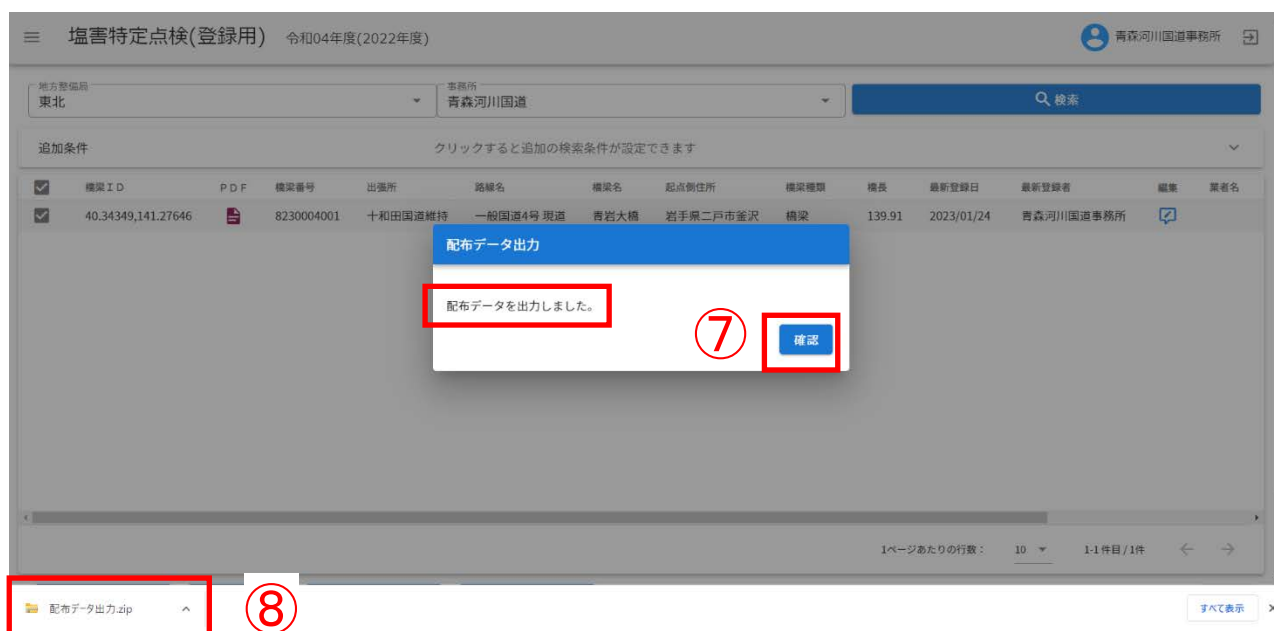 塩害特定点検(登録用) 令和04年度(2022年度) 青森河川国道事務所
地方整備局 事務所
東北 青森河川国道 検索
追加条件 クリックすると追加の検索条件が設定できます
橋梁ID PDF 橋梁番号 出張所 路線名 橋梁名 起点側住所 橋梁種類 橋長 最新登録日 最新登録者 編集 業者名
40.34349,141.27646 8230004001 十和田国道維持 一般国道4号 現道 青岩大橋 岩手県二戸市釜沢 橋梁 139.91 2023/01/24 青森河川国道事務所
配布データ出力
配布データを出力しました。
⑦ 確認
1ページあたりの行数: 10 1-1 件目 / 1件
配布データ出力.zip ⑧ すべて表示